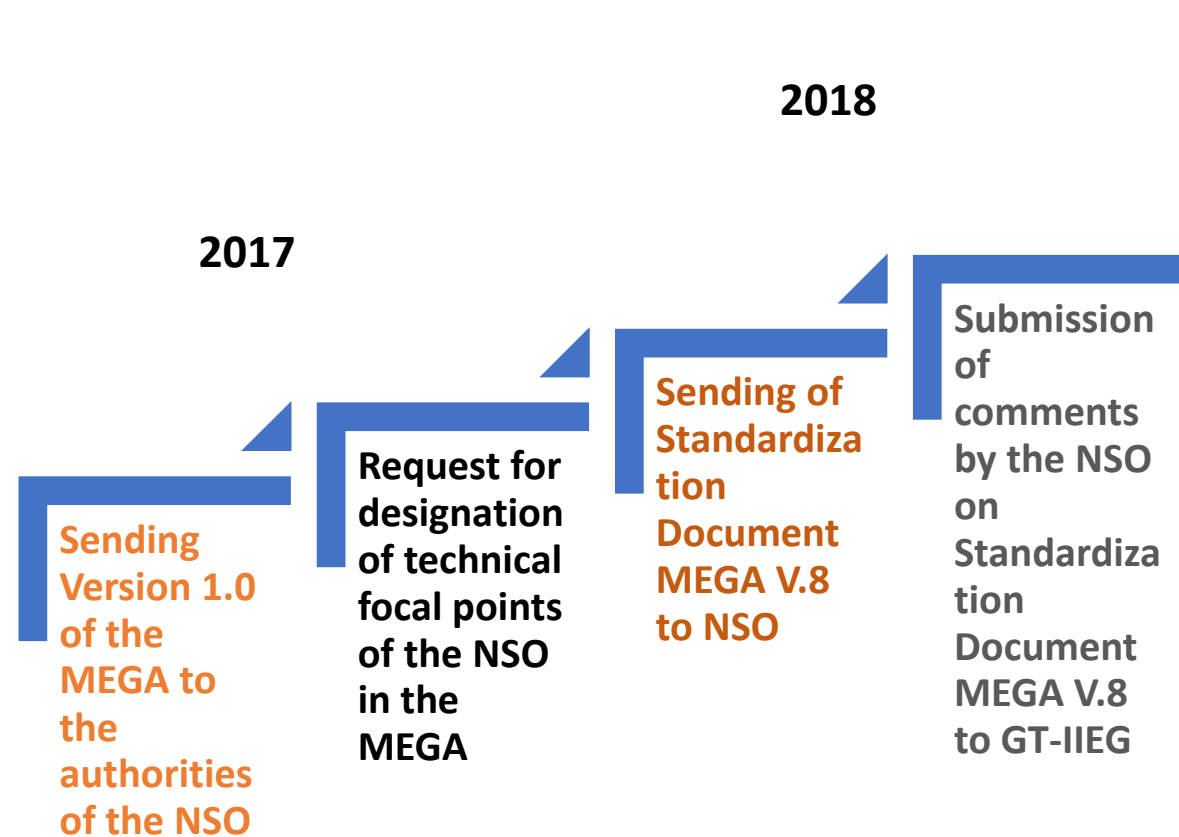 2018
2017
Sending
Version 1.0
of the
MEGA to
the
authorities
of the NSO
Request for
designation
of technical
focal points
of the NSO
in the
MEGA
Sending of
Standardiza
tion
Document
MEGA V.8
to NSO
Submission
of
comments
by the NSO
on
Standardiza
tion
Document
MEGA V.8
to GT-IIEG